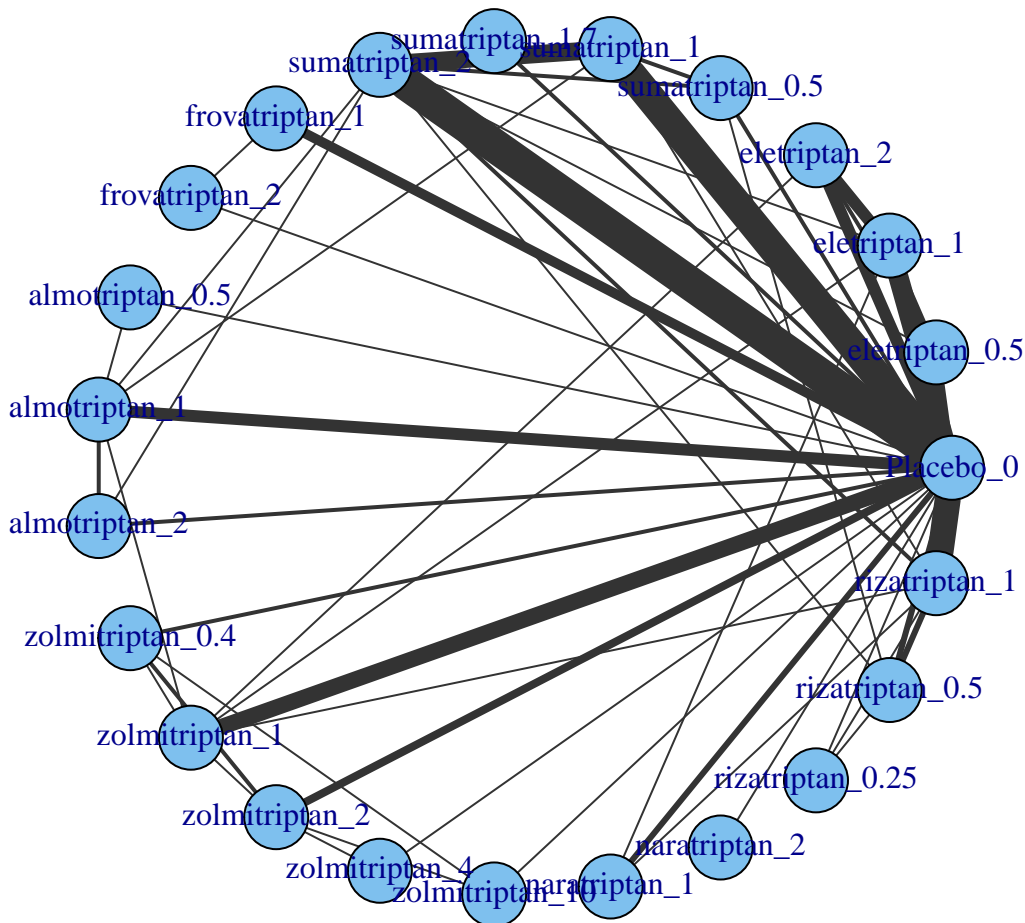 sumatriptan_1.7
sumatriptan_1
sumatriptan_2
sumatriptan_0.5
frovatriptan_1
eletriptan_2
frovatriptan_2
eletriptan_1
almotriptan_0.5
eletriptan_0.5
almotriptan_1
Placebo_0
almotriptan_2
rizatriptan_1
zolmitriptan_0.4
rizatriptan_0.5
zolmitriptan_1
rizatriptan_0.25
zolmitriptan_2
naratriptan_2
zolmitriptan_4
zolmitriptan_10
naratriptan_1